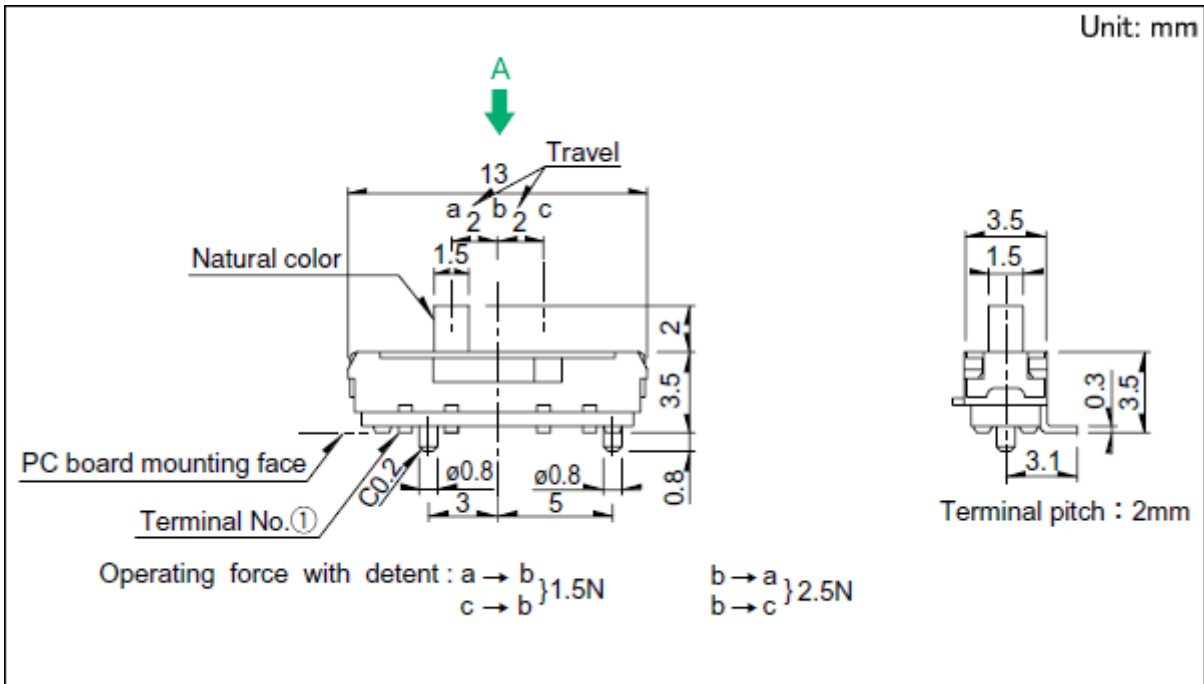 Unit: mm
A
Travel
13
a b c
2 2
3.5
Natural color
1.5
1.5
2
3.5
0.3
3.5
PC board mounting face
C0.2
ø0.8
ø0.8
0.8
3.1
3
5
Terminal No.①
Terminal pitch : 2mm
Operating force with detent : a → b
c → b
}1.5N
b → a
b → c
}2.5N